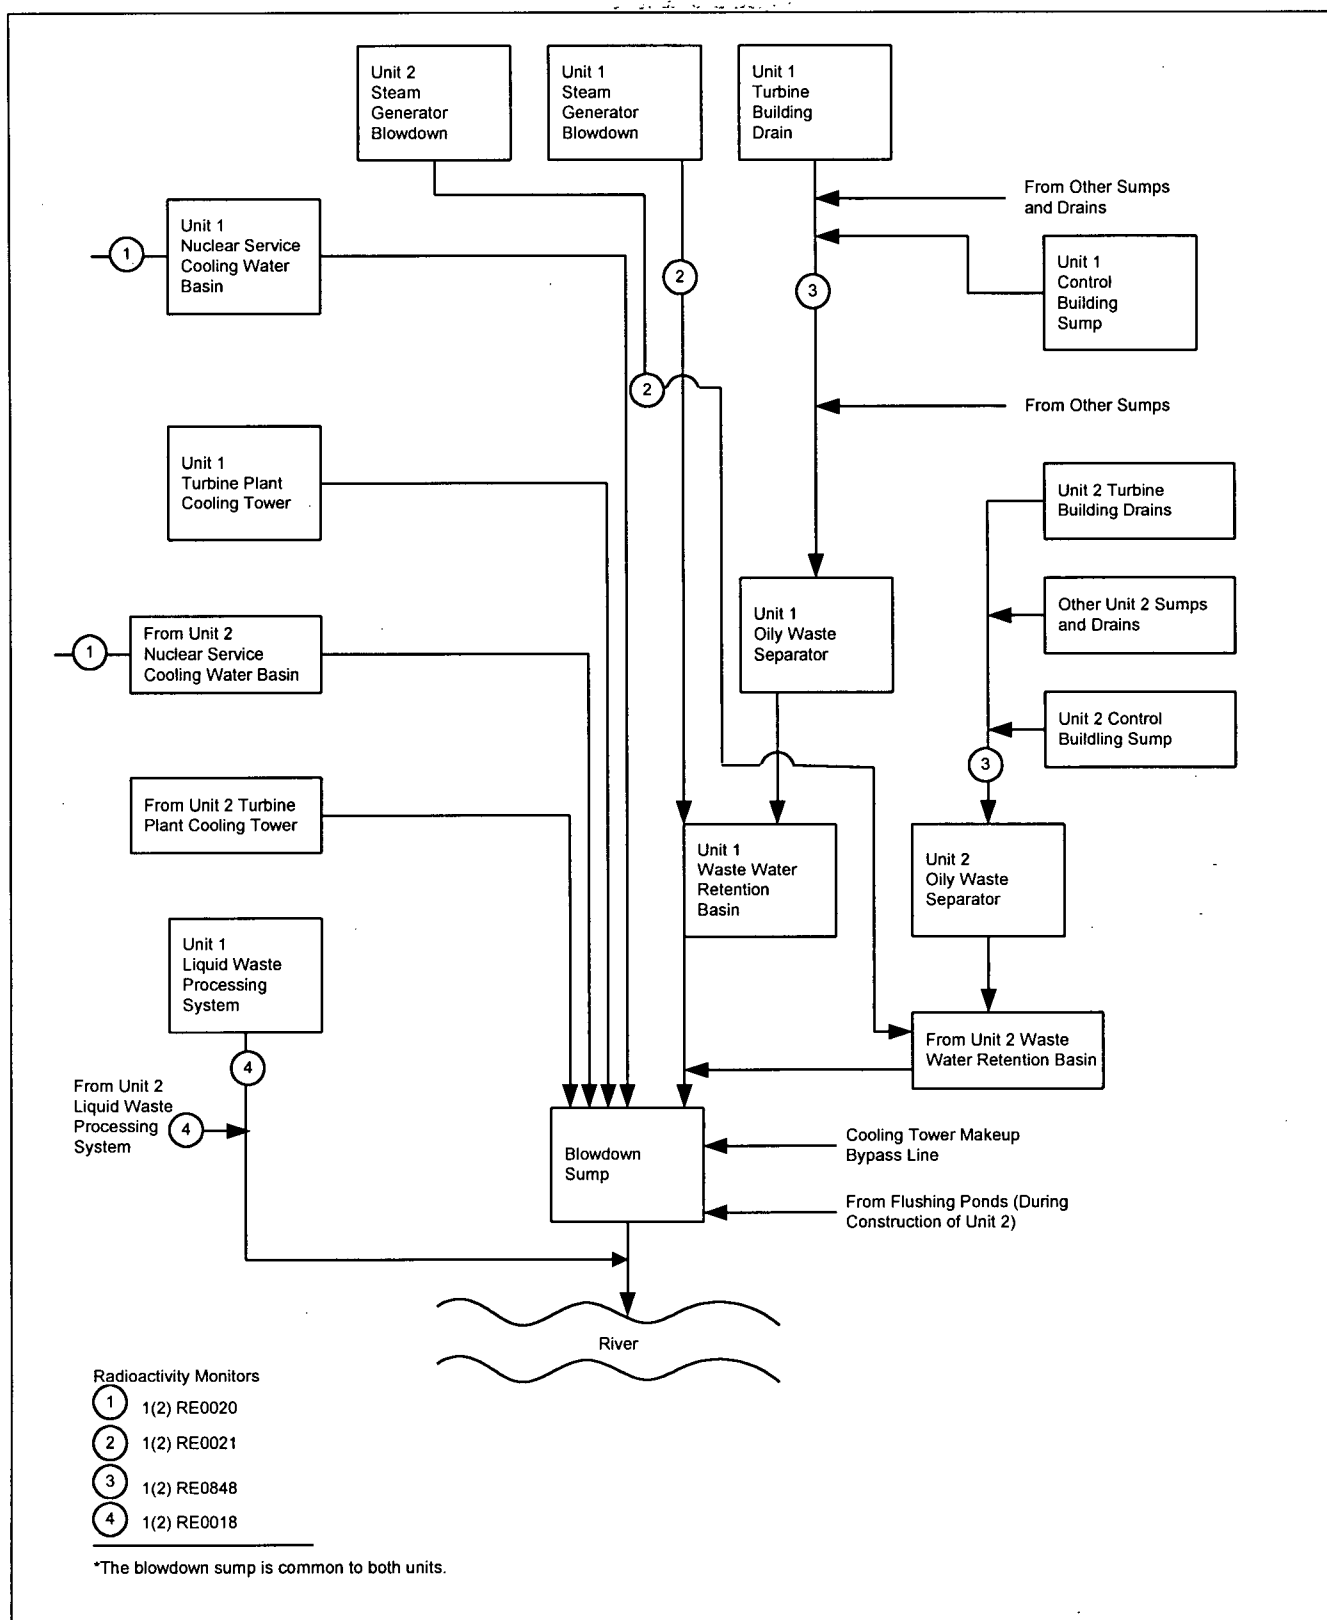 Unit 2
Steam
Generator
Blowdown
Unit 1
Steam
Generator
Blowdown
Unit 1
Turbine
Building
Drain
From Other Sumps
and Drains
Unit 1
Nuclear Service
Cooling Water
Basin
1
2
3
Unit 1
Control
Building
Sump
2
From Other Sumps
Unit 1
Turbine Plant
Cooling Tower
Unit 2 Turbine
Building Drains
1
From Unit 2
Nuclear Service
Cooling Water Basin
Unit 1
Oily Waste
Separator
Other Unit 2 Sumps
and Drains
Unit 2 Control
Buildling Sump
3
From Unit 2 Turbine
Plant Cooling Tower
Unit 1
Waste Water
Retention
Basin
Unit 2
Oily Waste
Separator
Unit 1
Liquid Waste
Processing
System
4
From Unit 2 Waste
Water Retention Basin
From Unit 2
Liquid Waste
Processing
System
4
Blowdown
Sump
Cooling Tower Makeup
Bypass Line
From Flushing Ponds (During
Construction of Unit 2)
River
Radioactivity Monitors
1 1(2) RE0020
2 1(2) RE0021
3 1(2) RE0848
4 1(2) RE0018
*The blowdown sump is common to both units.